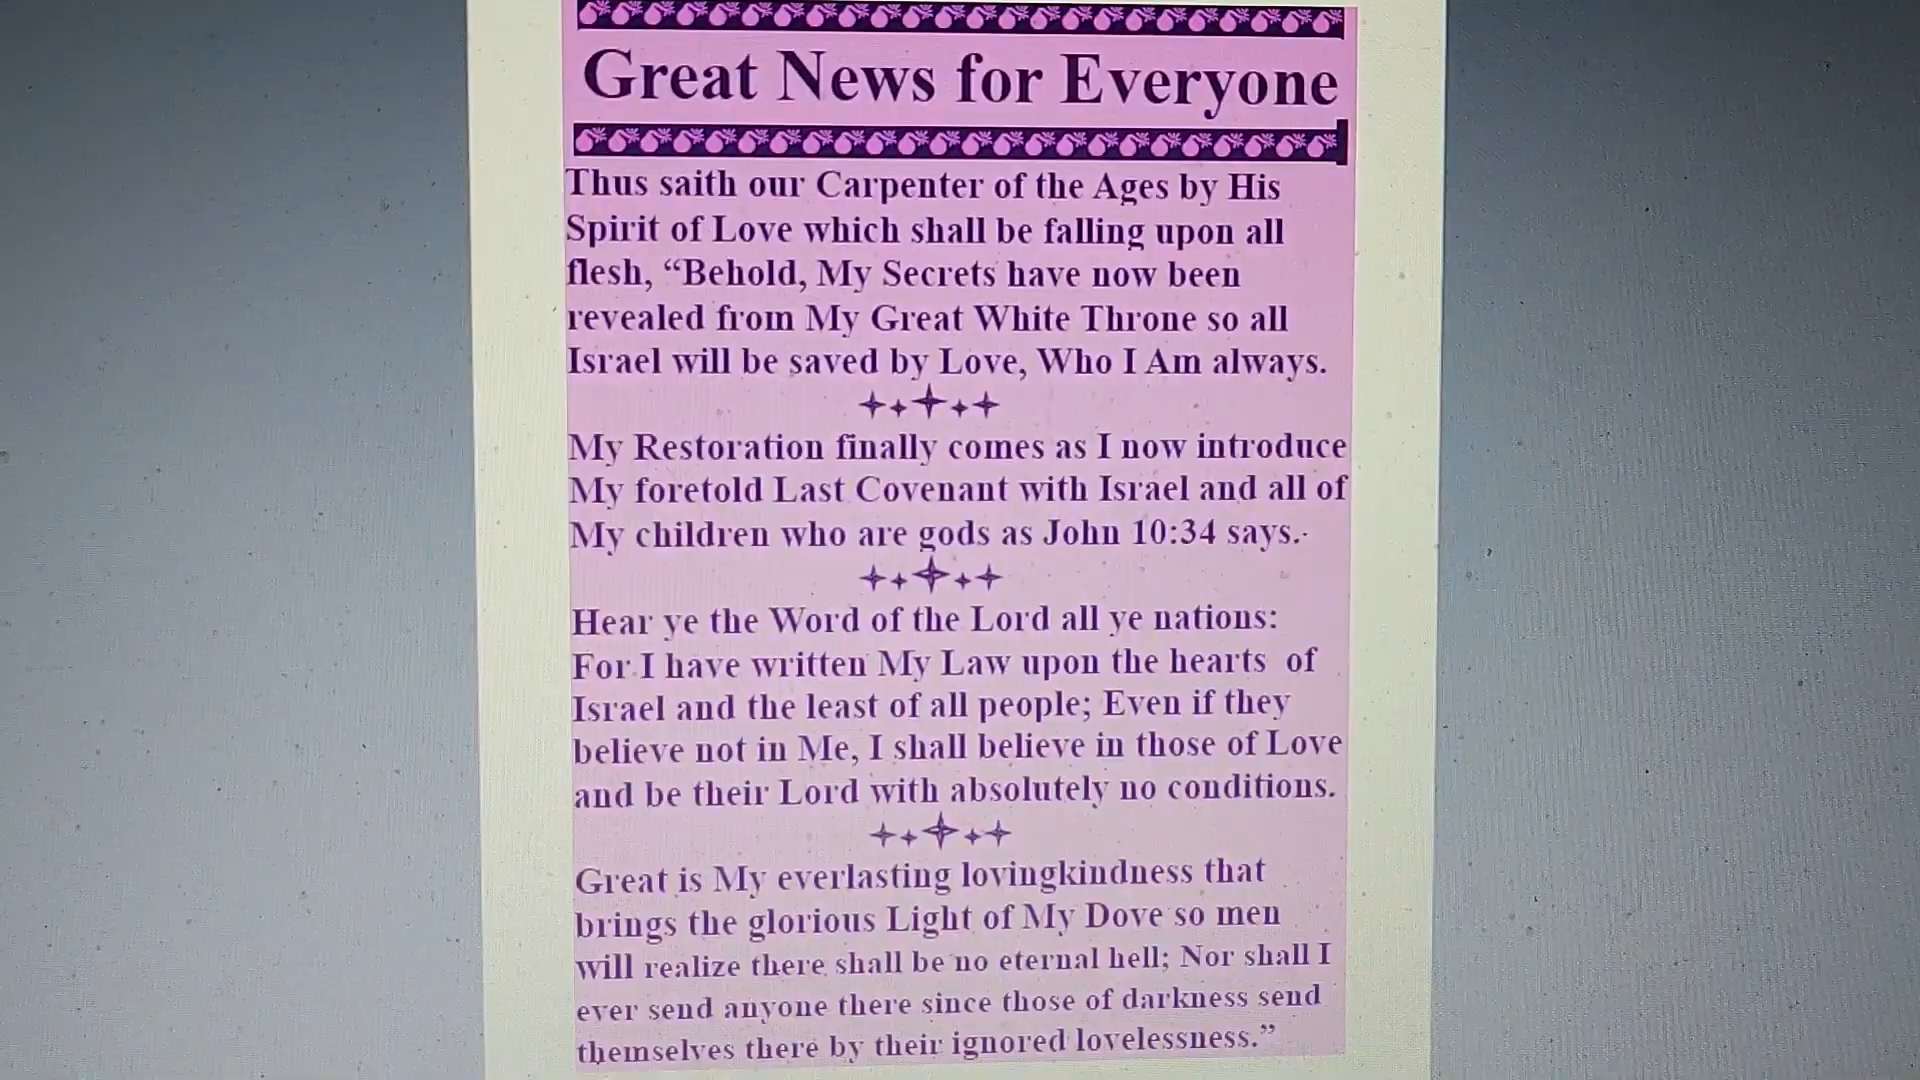 Great News for Everyone
Thus saith our Carpenter of the Ages by His
Spirit of Love which shall be falling upon all
flesh, “Behold, My Secrets have now been
revealed from My Great White Throne so all
Israel will be saved by Love, Who I Am always.
My Restoration finally comes as I now introduce
My foretold Last Covenant with Israel and all of
My children who are gods as John 10:34 says.
Hear ye the Word of the Lord all ye nations:
For I have written My Law upon the hearts of
Israel and the least of all people; Even if they
believe not in Me, I shall believe in those of Love
and be their Lord with absolutely no conditions.
Great is My everlasting lovingkindness that
brings the glorious Light of My Dove so men
will realize there shall be no eternal hell; Nor shall I
ever send anyone there since those of darkness send
themselves there by their ignored lovelessness.”